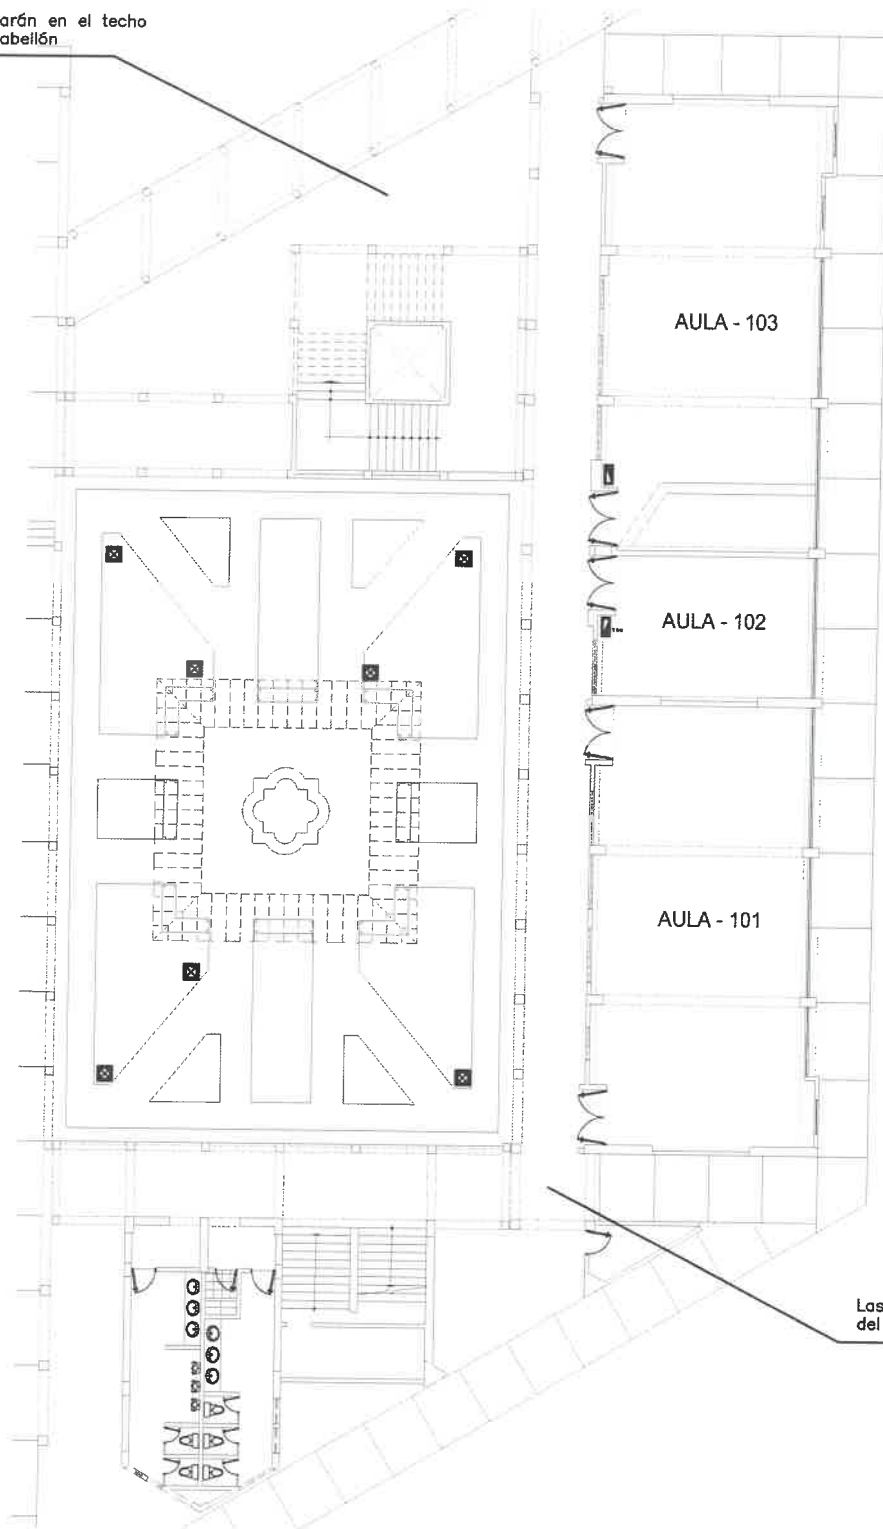 arán en el techo
abellón
AULA - 103
AULA - 102
AULA - 101
Las
del